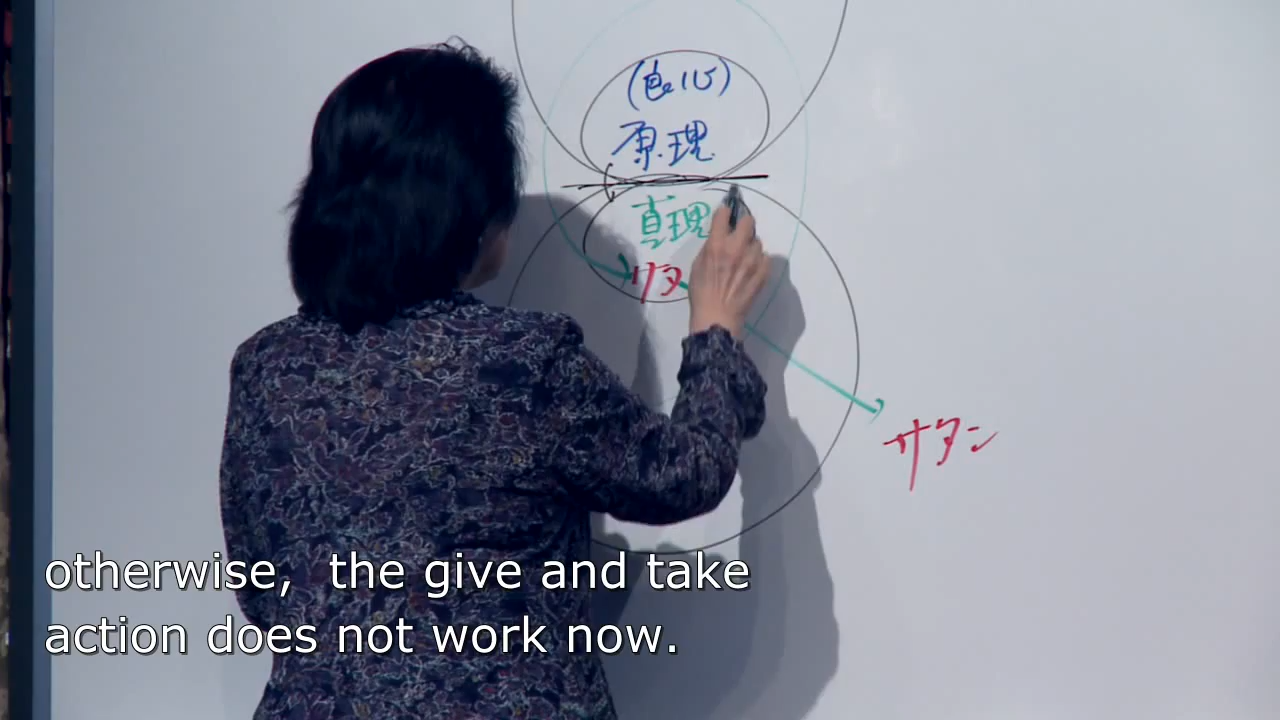 (良心)
原理
真理
サタ
サタン
otherwise, the give and take
action does not work now.